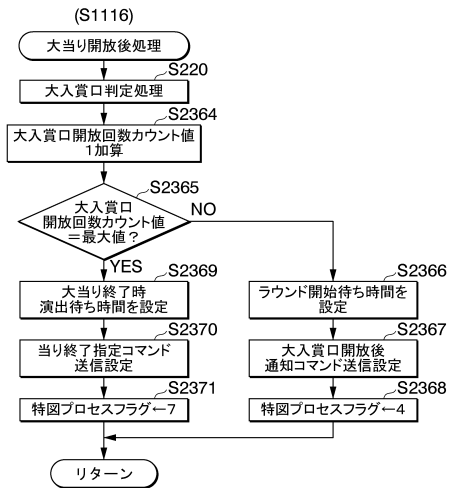 (S1116)
大当り開放後処理
S220
大入賞口判定処理
S2364
大入賞口開放回数カウント値
1加算
S2365
大入賞口
開放回数カウント値
＝最大値？
NO
YES
S2369
大当り終了時
演出待ち時間を設定
S2370
当り終了指定コマンド
送信設定
S2371
特図プロセスフラグ←7
S2366
ラウンド開始待ち時間を
設定
S2367
大入賞口開放後
通知コマンド送信設定
S2368
特図プロセスフラグ←4
リターン